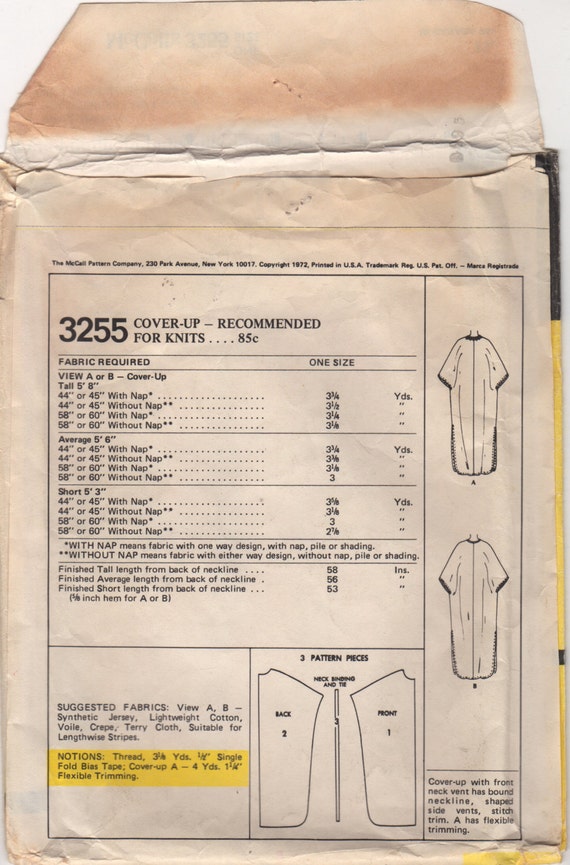 The McCall Pattern Company, 230 Park Avenue, New York 10017. Copyright 1972, Printed in U.S.A. Trademark Reg. U.S. Pat. Off. – Marca Registrada
3255 COVER-UP – RECOMMENDED
FOR KNITS . . . . 85c
FABRIC REQUIRED ONE SIZE
VIEW A or B – Cover-Up
Tall 5' 8"
44" or 45" With Nap* . . . . . . . . . . . . . . . . . 3¾ Yds.
44" or 45" Without Nap** . . . . . . . . . . . . . . 3½ "
58" or 60" With Nap* . . . . . . . . . . . . . . . . . 3¼ "
58" or 60" Without Nap** . . . . . . . . . . . . . . 3⅛ "
Average 5' 6"
44" or 45" With Nap* . . . . . . . . . . . . . . . . . 3¾ Yds.
44" or 45" Without Nap** . . . . . . . . . . . . . . 3⅜ "
58" or 60" With Nap* . . . . . . . . . . . . . . . . . 3⅛ "
58" or 60" Without Nap** . . . . . . . . . . . . . . 3 "
Short 5' 3"
44" or 45" With Nap* . . . . . . . . . . . . . . . . . 3⅝ Yds.
44" or 45" Without Nap** . . . . . . . . . . . . . . 3⅛ "
58" or 60" With Nap* . . . . . . . . . . . . . . . . . 3 "
58" or 60" Without Nap** . . . . . . . . . . . . . . 2⅞ "
*WITH NAP means fabric with one way design, with nap, pile or shading.
**WITHOUT NAP means fabric with either way design, without nap, pile or shading.
Finished Tall length from back of neckline . . . . 58 Ins.
Finished Average length from back of neckline . 56 "
Finished Short length from back of neckline . . . 53 "
(⅝ inch hem for A or B)
A
B
SUGGESTED FABRICS: View A, B –
Synthetic Jersey, Lightweight Cotton,
Voile, Crepe, Terry Cloth, Suitable for
Lengthwise Stripes.
NOTIONS: Thread, 3⅛ Yds. ½" Single
Fold Bias Tape; Cover-up A – 4 Yds. 1¼"
Flexible Trimming.
3 PATTERN PIECES
NECK BINDING
AND TIE
BACK
2
3
FRONT
1
Cover-up with front
neck vent has bound
neckline, shaped
side vents, stitch
trim. A has flexible
trimming.